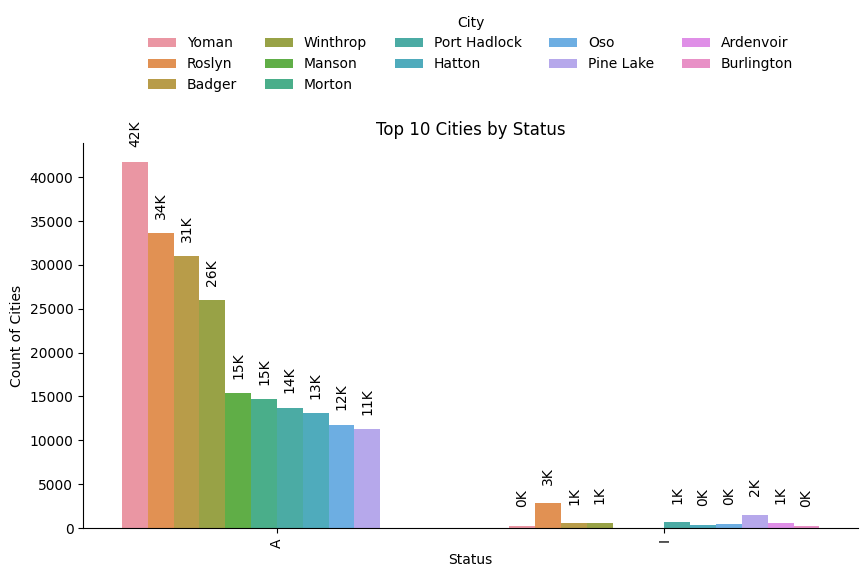 City
Yoman Winthrop Port Hadlock Oso Ardenvoir
Roslyn Manson Hatton Pine Lake Burlington
Badger Morton
Top 10 Cities by Status
42K
34K
31K
26K
15K
15K
14K
13K
12K
11K
0K
3K
1K
1K
1K
0K
0K
2K
1K
0K
40000
35000
30000
25000
20000
15000
10000
5000
0
Count of Cities
A
I
Status